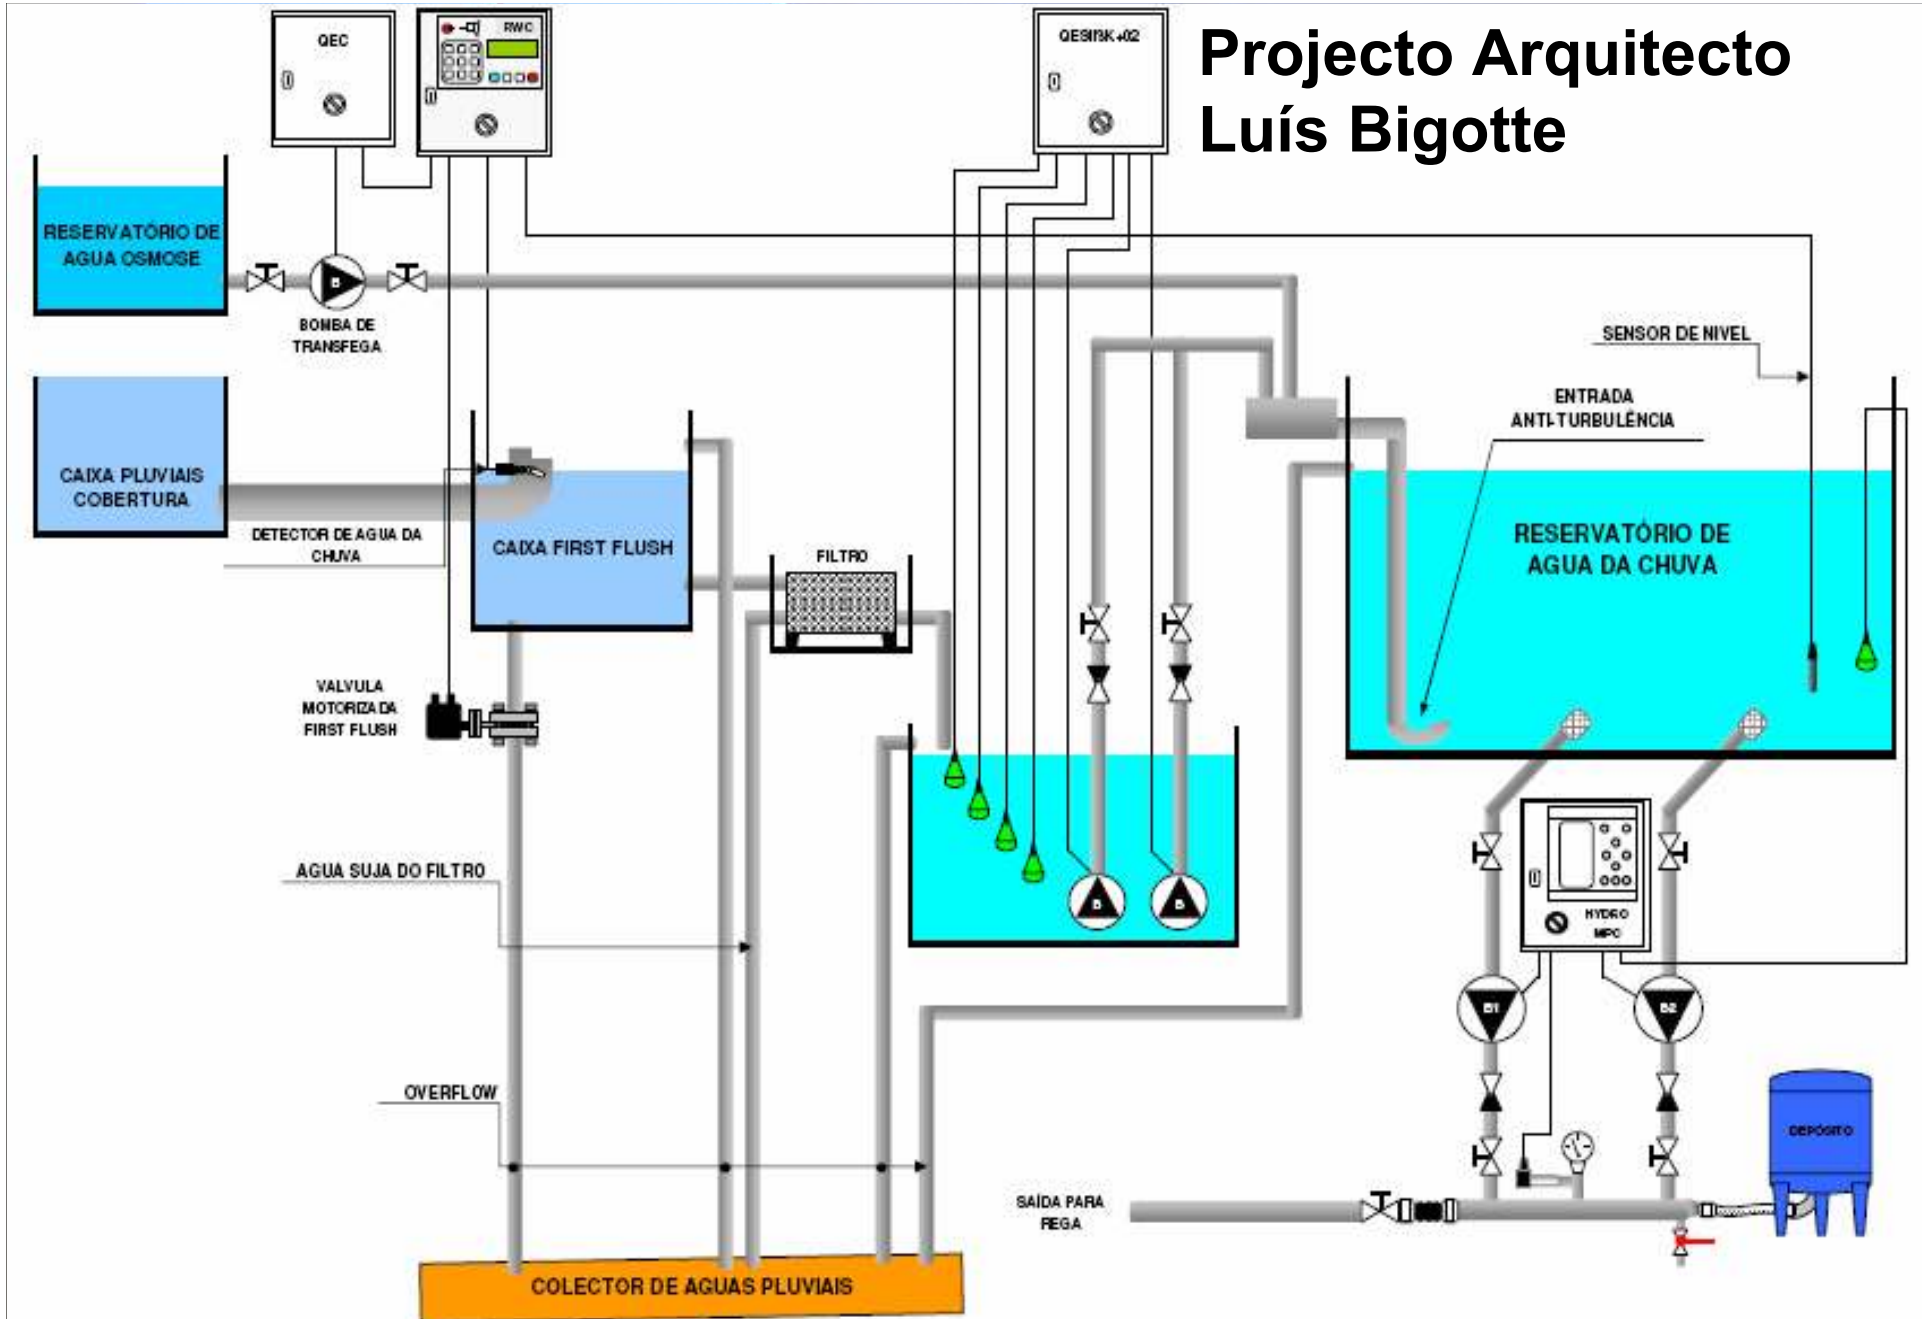 Projecto Arquitecto
Luís Bigotte
QEC
RWC
RESERVATÓRIO DE
AGUA OSMOSE
B
BOMBA DE
TRANSFEGA
SENSOR DE NIVEL
ENTRADA
ANTI-TURBULÊNCIA
CAIXA PLUVIAIS
COBERTURA
DETECTOR DE AGUA DA
CHUVA
CAIXA FIRST FLUSH
FILTRO
RESERVATÓRIO DE
AGUA DA CHUVA
VALVULA
MOTORIZADA
FIRST FLUSH
AGUA SUJA DO FILTRO
B
B
HYDRO
MPC
B1
B2
OVERFLOW
DEPÓSITO
SAÍDA PARA
REGA
COLECTOR DE AGUAS PLUVIAIS